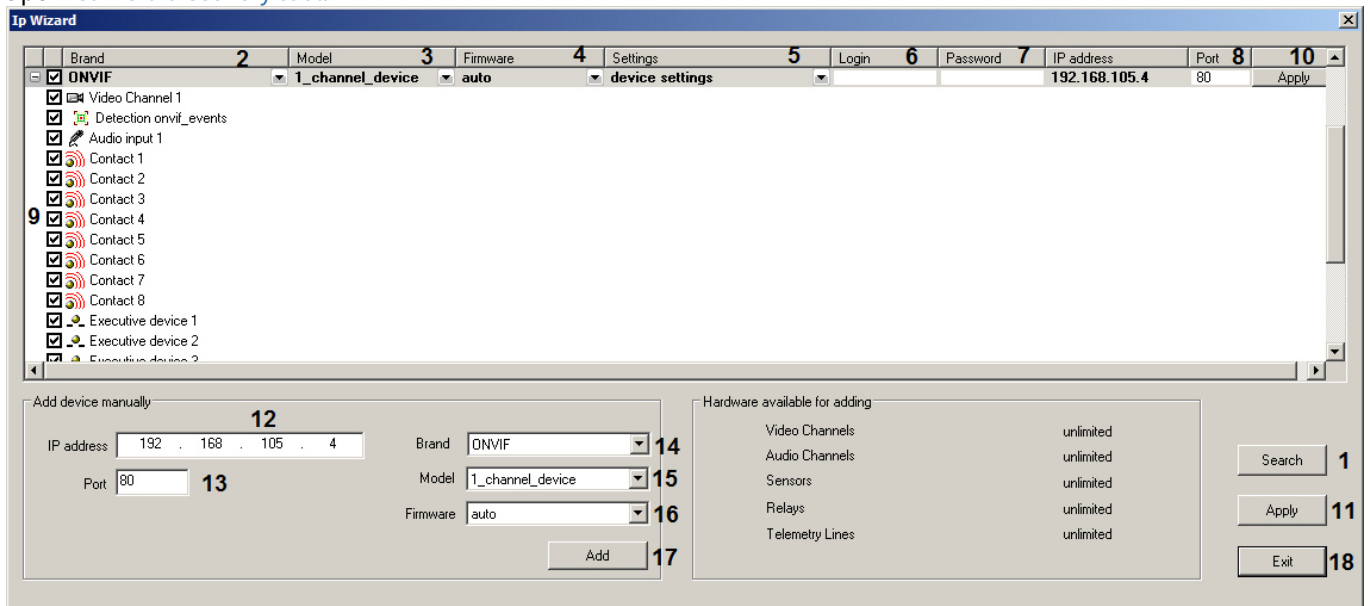 Ip Wizard
Brand 2 Model 3 Firmware 4 Settings 5 Login 6 Password 7 IP address Port 8 10
ONVIF 1_channel_device auto device settings 192.168.105.4 80 Apply
Video Channel 1
Detection onvif_events
Audio input 1
Contact 1
Contact 2
Contact 3
9 Contact 4
Contact 5
Contact 6
Contact 7
Contact 8
Executive device 1
Executive device 2
Add device manually
12
IP address 192 . 168 . 105 . 4
Port 80 13
Brand ONVIF 14
Model 1_channel_device 15
Firmware auto 16
Add 17
Hardware available for adding
Video Channels unlimited
Audio Channels unlimited
Sensors unlimited
Relays unlimited
Telemetry Lines unlimited
Search 1
Apply 11
Exit 18